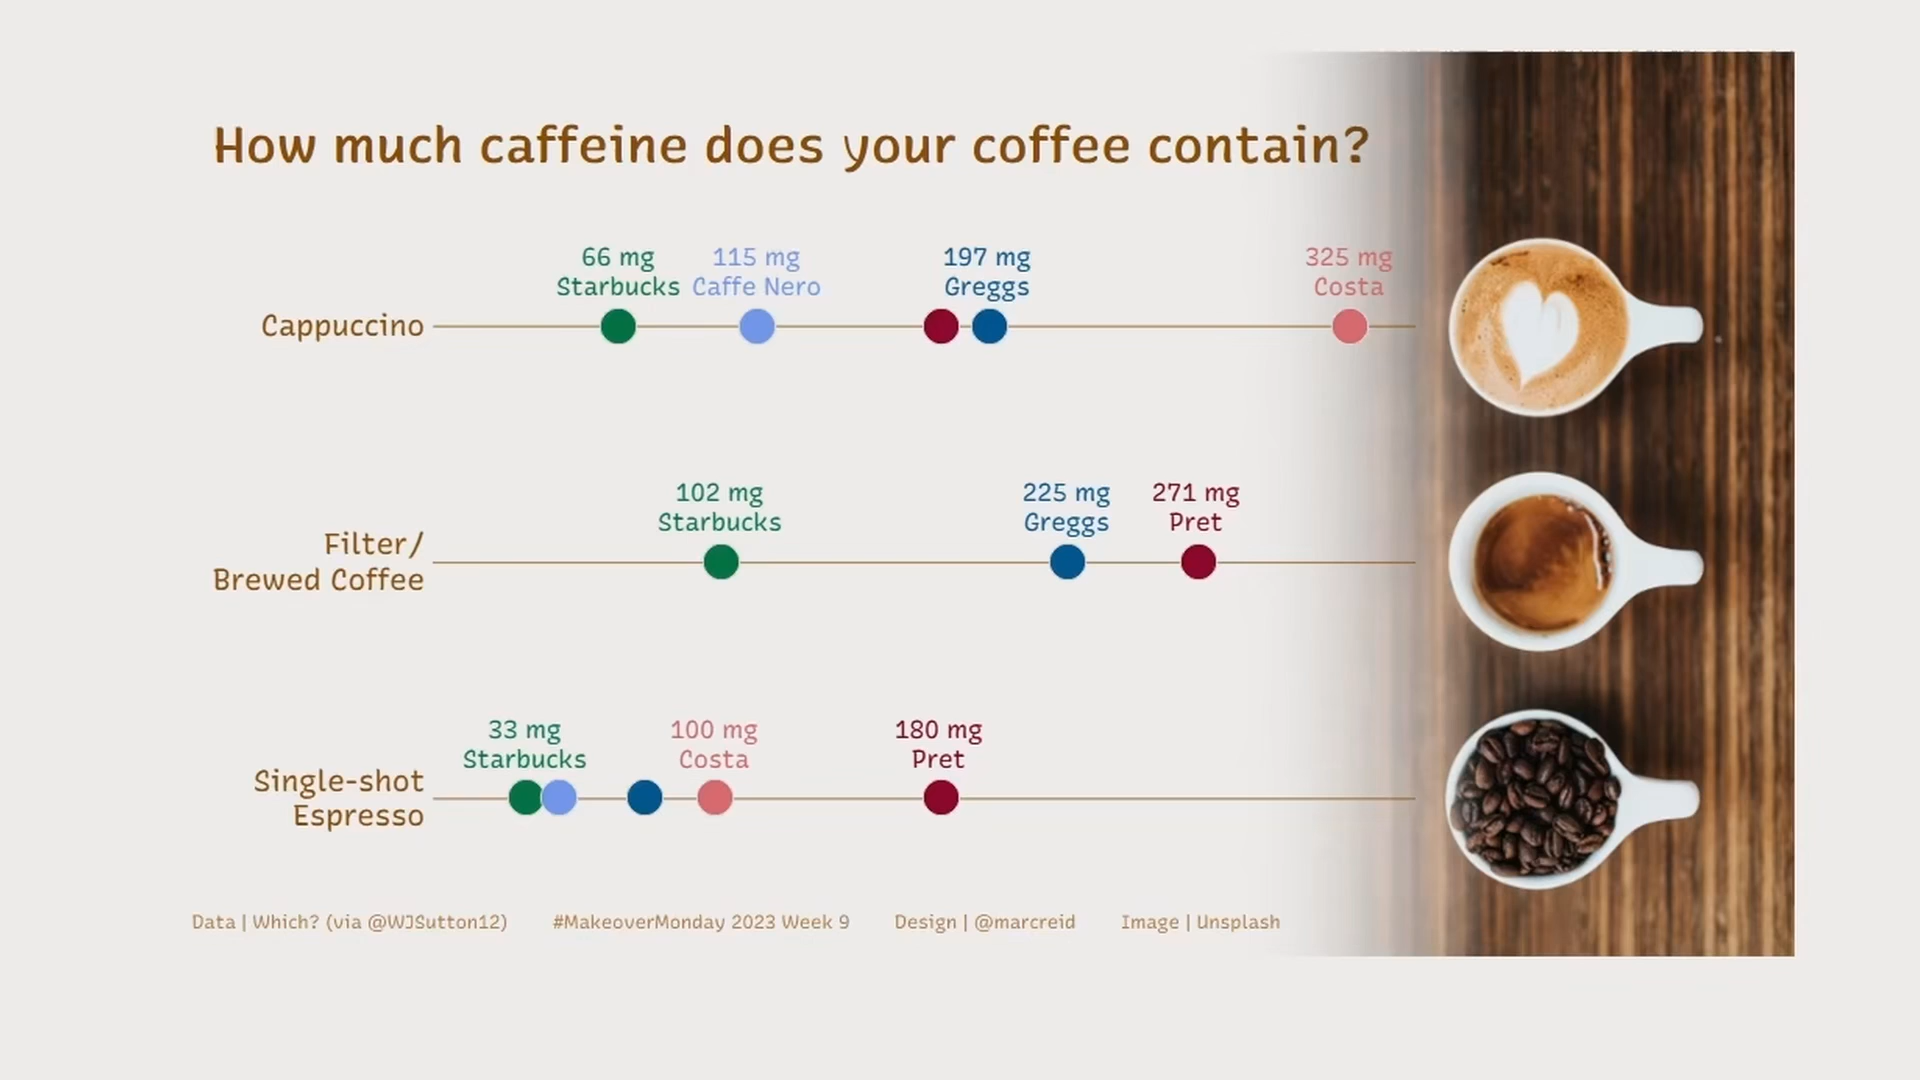 How much caffeine does your coffee contain?
66 mg
Starbucks
115 mg
Caffe Nero
197 mg
Greggs
325 mg
Costa
Cappuccino
102 mg
Starbucks
225 mg
Greggs
271 mg
Pret
Filter/
Brewed Coffee
33 mg
Starbucks
100 mg
Costa
180 mg
Pret
Single-shot
Espresso
Data | Which? (via @WJSutton12) #MakeoverMonday 2023 Week 9 Design | @marcreid Image | Unsplash